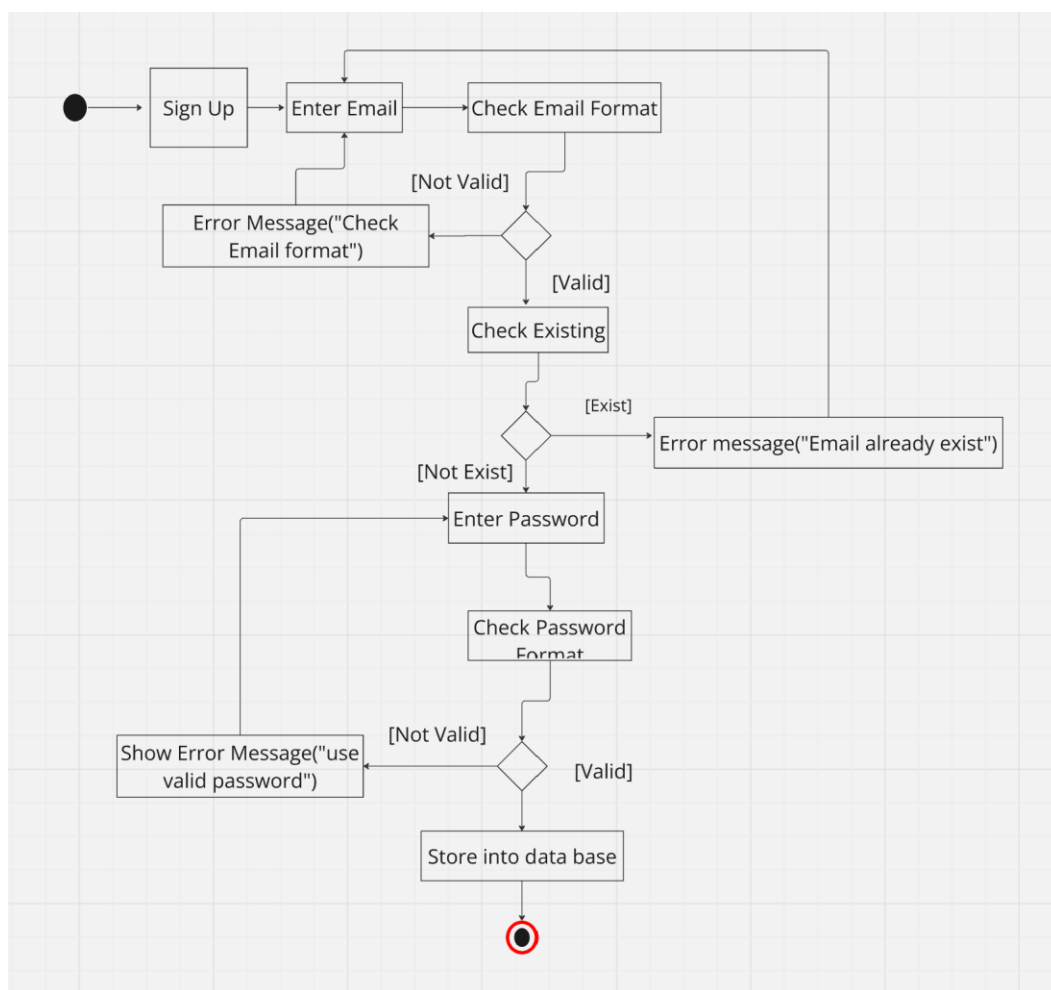 Sign Up
Enter Email
Check Email Format
[Not Valid]
Error Message("Check
Email format")
[Valid]
Check Existing
[Exist]
Error message("Email already exist")
[Not Exist]
Enter Password
Check Password
Format
[Not Valid]
Show Error Message("use
valid password")
[Valid]
Store into data base